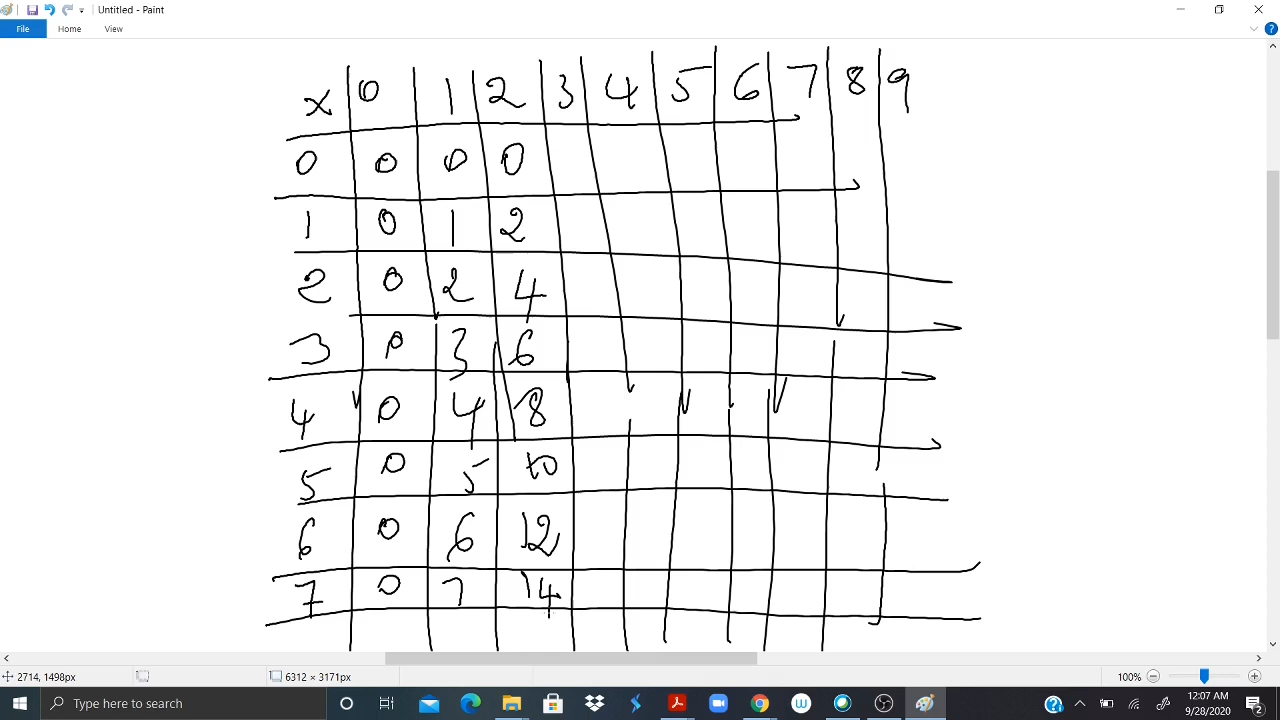 Untitled - Paint
File Home View
x 0 1 2 3 4 5 6 7 8 9
0 0 0 0
1 0 1 2
2 0 2 4
3 0 3 6
4 0 4 8
5 0 5 10
6 0 6 12
7 0 7 14
2714, 1498px 6312 × 3171px 100%
Type here to search
12:07 AM
9/28/2020